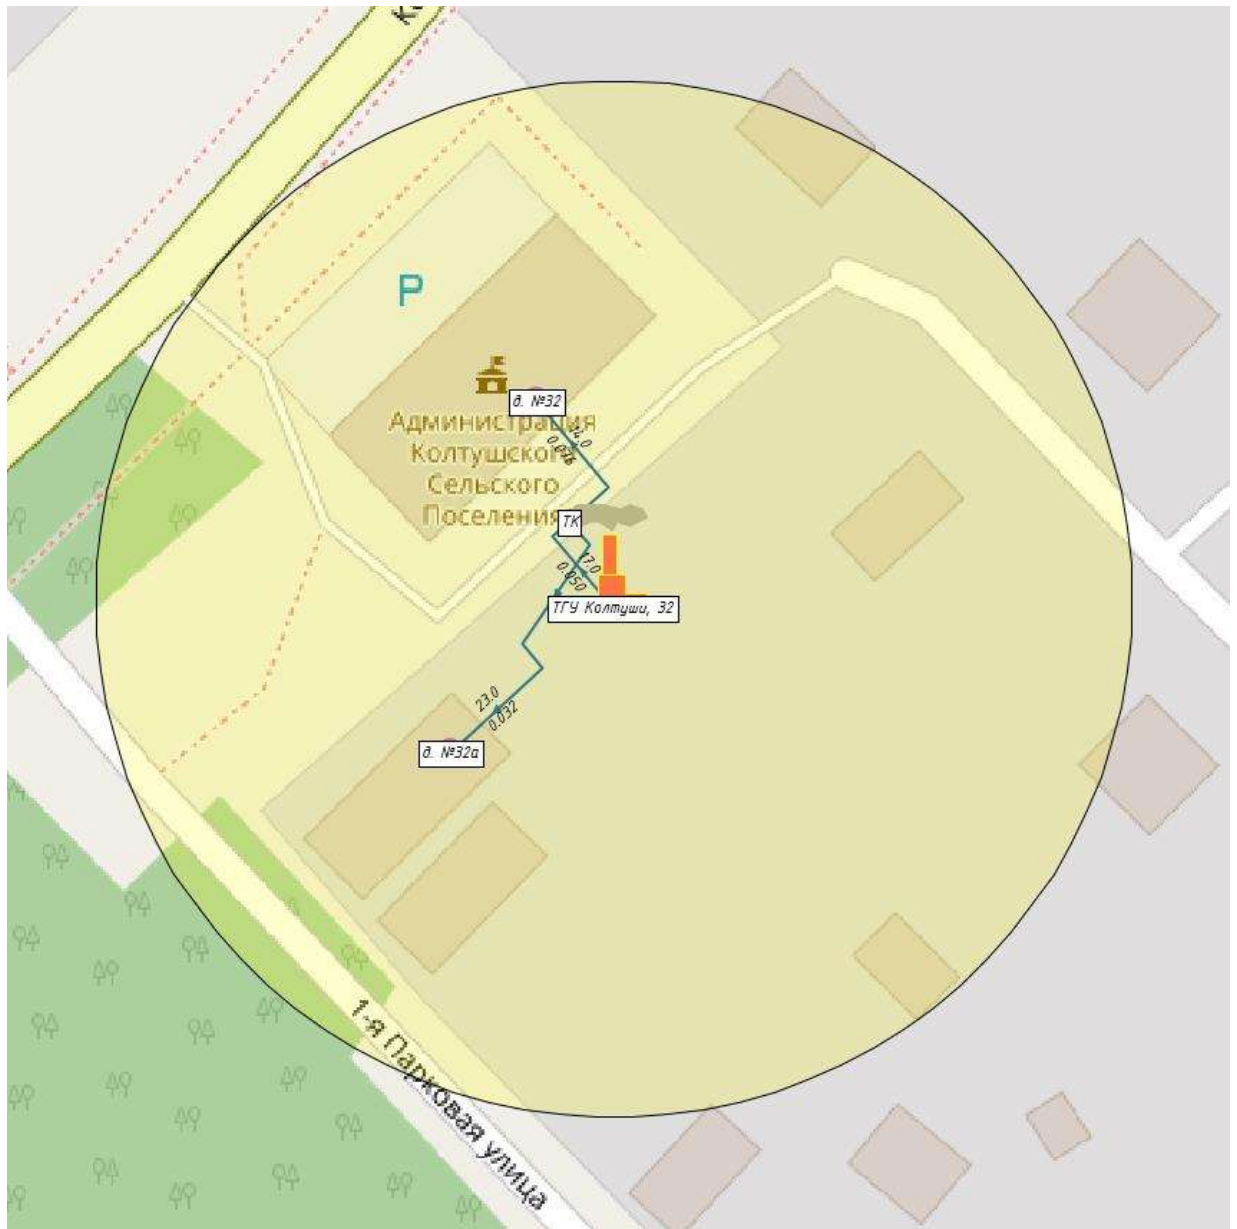 P
д. №32
Администрация
Колтушского
Сельского
Поселения
ТК
17.0
0.050
ТГУ Колтуши, 32
23.0
0.032
д. №32а
1-я Парковая улица